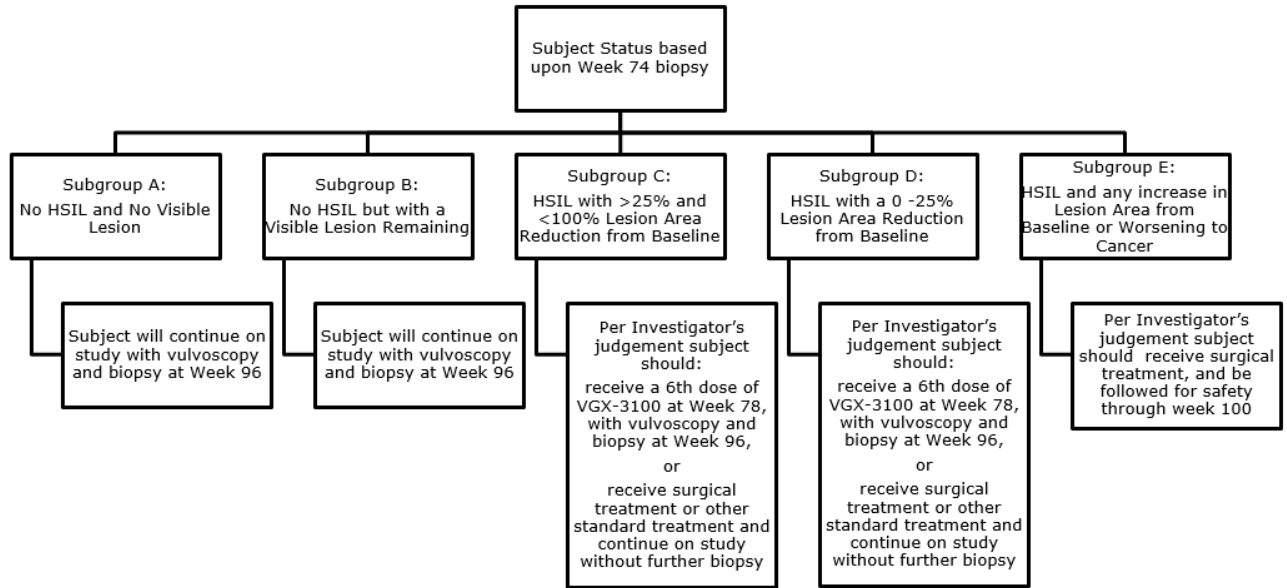 Subject Status based
upon Week 74 biopsy
Subgroup A:
No HSIL and No Visible
Lesion
Subject will continue on
study with vulvoscopy
and biopsy at Week 96
Subgroup B:
No HSIL but with a
Visible Lesion Remaining
Subject will continue on
study with vulvoscopy
and biopsy at Week 96
Subgroup C:
HSIL with >25% and
<100% Lesion Area
Reduction from Baseline
Per Investigator's
judgement subject
should:
receive a 6th dose of
VGX-3100 at Week 78,
with vulvoscopy and
biopsy at Week 96,
or
receive surgical
treatment or other
standard treatment and
continue on study
without further biopsy
Subgroup D:
HSIL with a 0 -25%
Lesion Area Reduction
from Baseline
Per Investigator's
judgement subject
should:
receive a 6th dose of
VGX-3100 at Week 78,
with vulvoscopy and
biopsy at Week 96,
or
receive surgical
treatment or other
standard treatment and
continue on study
without further biopsy
Subgroup E:
HSIL and any increase in
Lesion Area from
Baseline or Worsening to
Cancer
Per Investigator's
judgement subject
should receive surgical
treatment, and be
followed for safety
through week 100